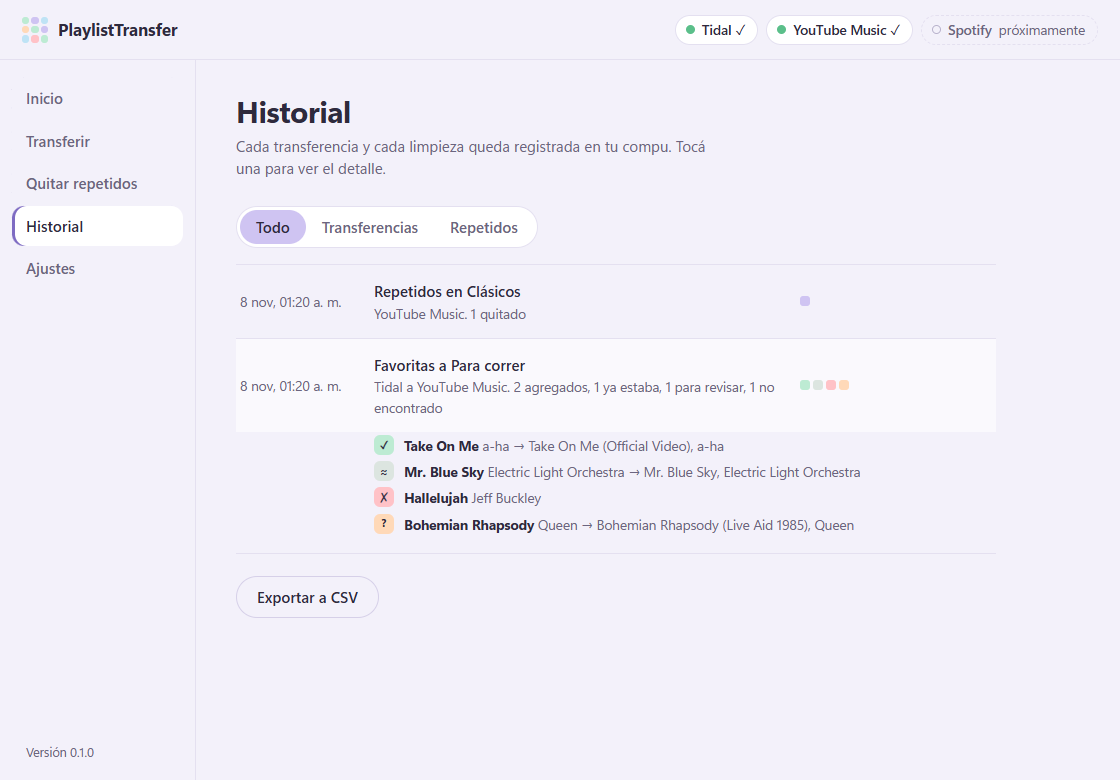 PlaylistTransfer
Tidal ✓
YouTube Music ✓
Spotify próximamente
Inicio
Transferir
Quitar repetidos
Historial
Ajustes
Versión 0.1.0
Historial
Cada transferencia y cada limpieza queda registrada en tu compu. Tocá
una para ver el detalle.
Todo
Transferencias
Repetidos
8 nov, 01:20 a. m.
Repetidos en Clásicos
YouTube Music. 1 quitado
8 nov, 01:20 a. m.
Favoritas a Para correr
Tidal a YouTube Music. 2 agregados, 1 ya estaba, 1 para revisar, 1 no
encontrado
✓ Take On Me a-ha → Take On Me (Official Video), a-ha
≈ Mr. Blue Sky Electric Light Orchestra → Mr. Blue Sky, Electric Light Orchestra
✗ Hallelujah Jeff Buckley
? Bohemian Rhapsody Queen → Bohemian Rhapsody (Live Aid 1985), Queen
Exportar a CSV